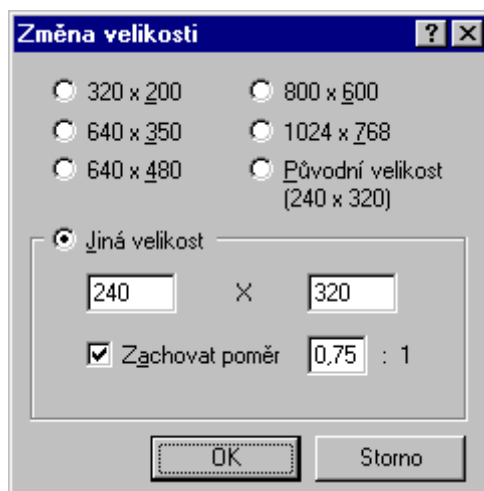 Změna velikosti
320 x 200
800 x 600
640 x 350
1024 x 768
640 x 480
Původní velikost
(240 x 320)
Jiná velikost
240 X 320
Zachovat poměr 0,75 : 1
OK
Storno